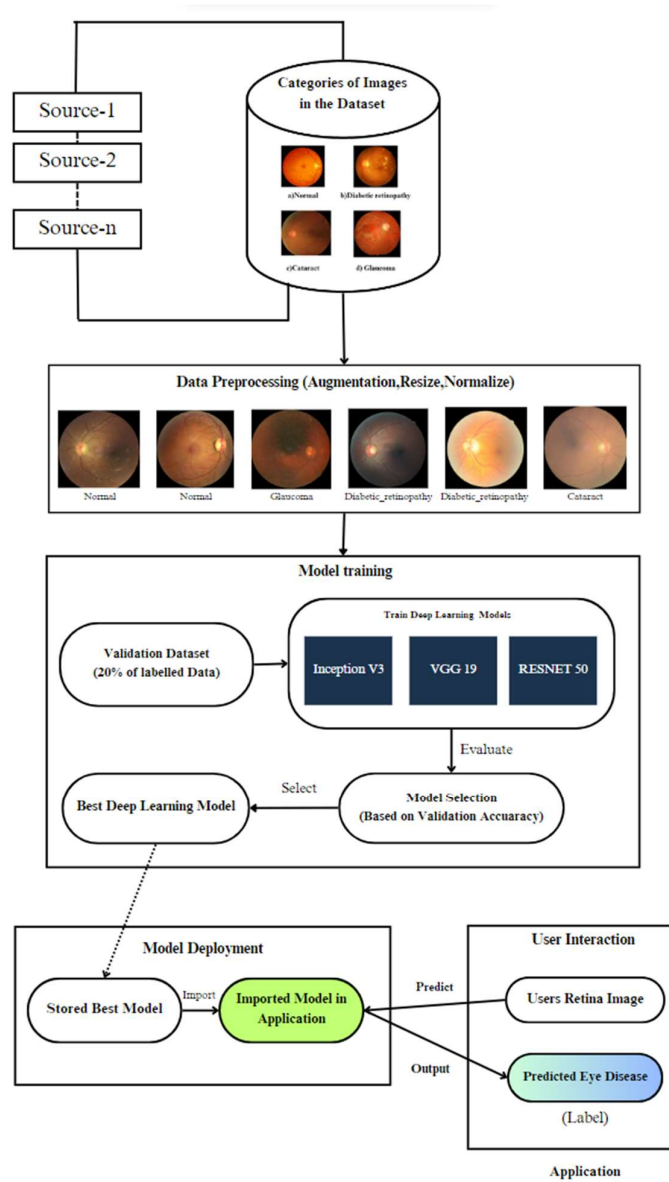 Categories of Images
in the Dataset
Source-1
Source-2
Source-n
a)Normal
b)Diabetic retinopathy
c)Cataract
d) Glaucoma
Data Preprocessing (Augmentation,Resize,Normalize)
Normal
Normal
Glaucoma
Diabetic_retinopathy
Diabetic_retinopathy
Cataract
Model training
Train Deep Learning Models
Validation Dataset
(20% of labelled Data)
Inception V3
VGG 19
RESNET 50
Evaluate
Select
Best Deep Learning Model
Model Selection
(Based on Validation Accuaracy)
Model Deployment
Stored Best Model
Import
Imported Model in
Application
User Interaction
Predict
Users Retina Image
Output
Predicted Eye Disease
(Label)
Application